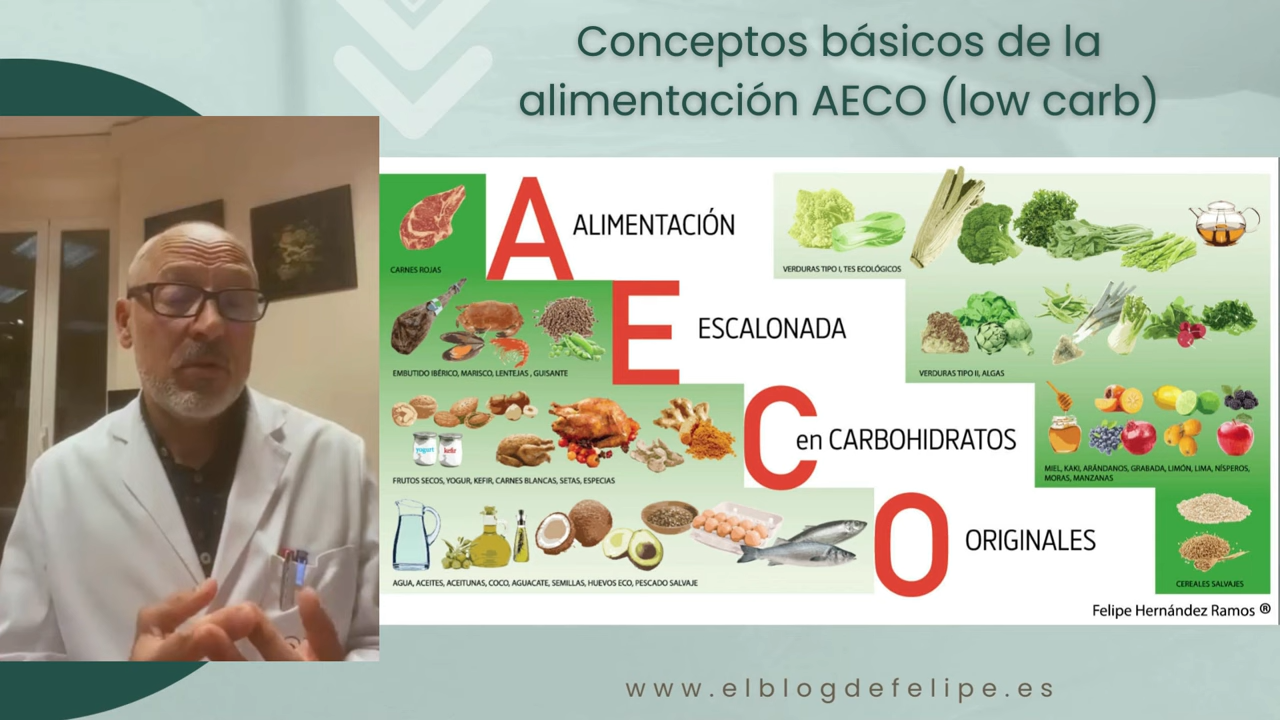 Conceptos básicos de la
alimentación AECO (low carb)
A ALIMENTACIÓN
CARNES ROJAS
VERDURAS TIPO I, TES ECOLÓGICOS
E ESCALONADA
EMBUTIDO IBÉRICO, MARISCO, LENTEJAS , GUISANTE
VERDURAS TIPO II, ALGAS
C en CARBOHIDRATOS
yogurt kefir
FRUTOS SECOS, YOGUR, KEFIR, CARNES BLANCAS, SETAS, ESPECIAS
MIEL, KAKI, ARÁNDANOS, GRABADA, LIMÓN, LIMA, NÍSPEROS,
MORAS, MANZANAS
O ORIGINALES
AGUA, ACEITES, ACEITUNAS, COCO, AGUACATE, SEMILLAS, HUEVOS ECO, PESCADO SALVAJE
CEREALES SALVAJES
Felipe Hernández Ramos ®
www.elblogdefelipe.es